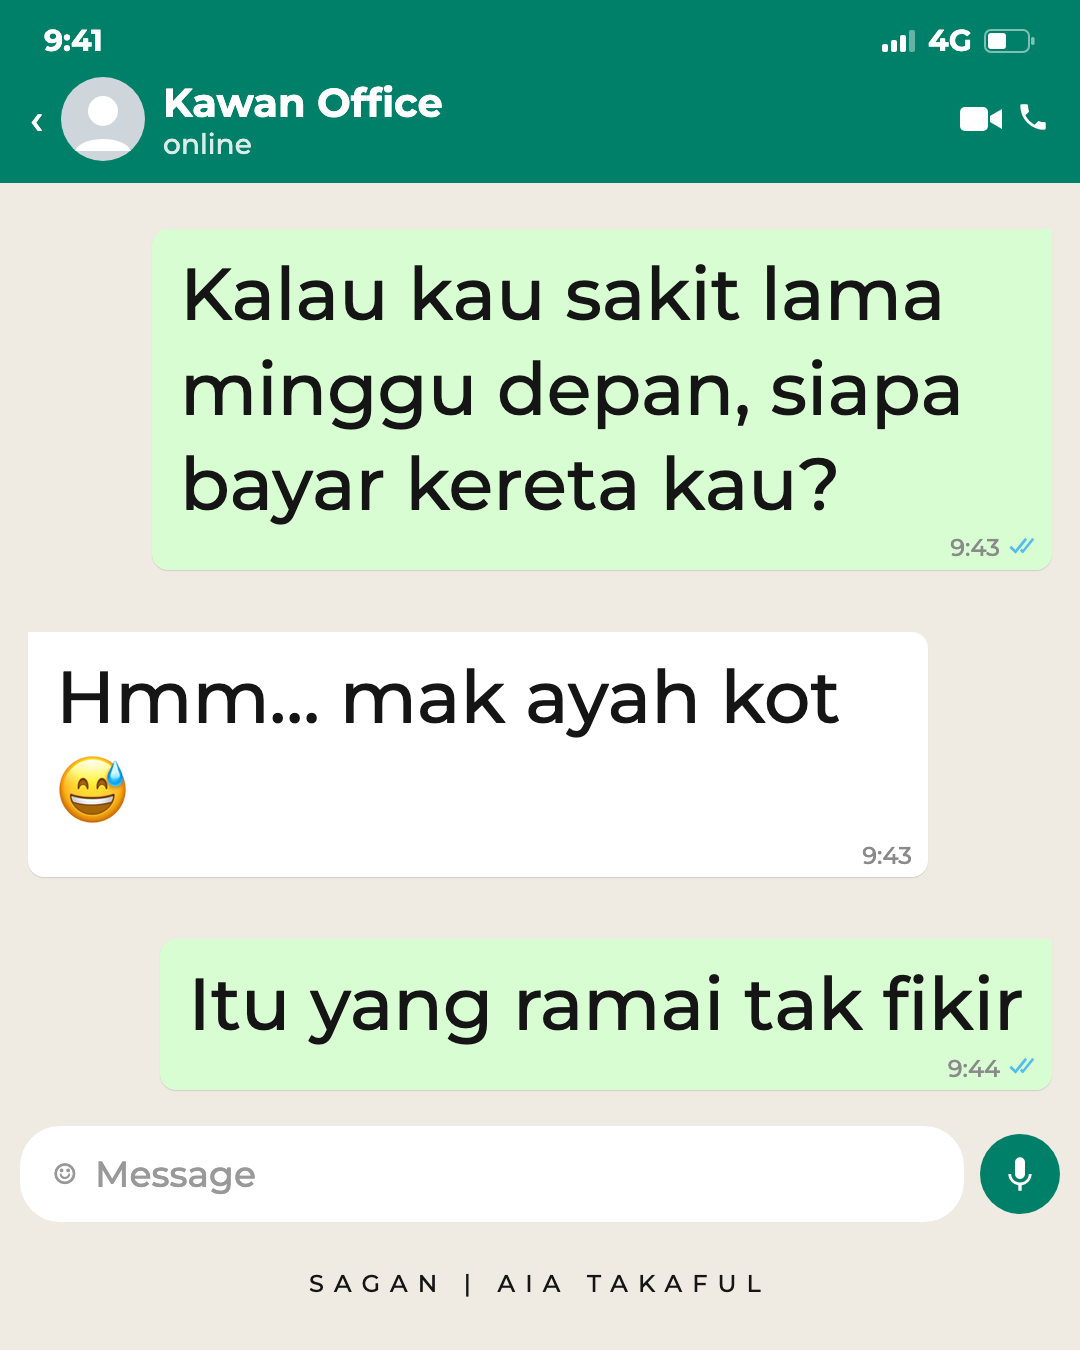 9:41
4G
Kawan Office
online
Kalau kau sakit lama
minggu depan, siapa
bayar kereta kau?
9:43
Hmm... mak ayah kot
😅
9:43
Itu yang ramai tak fikir
9:44
Message
SAGAN | AIA TAKAFUL